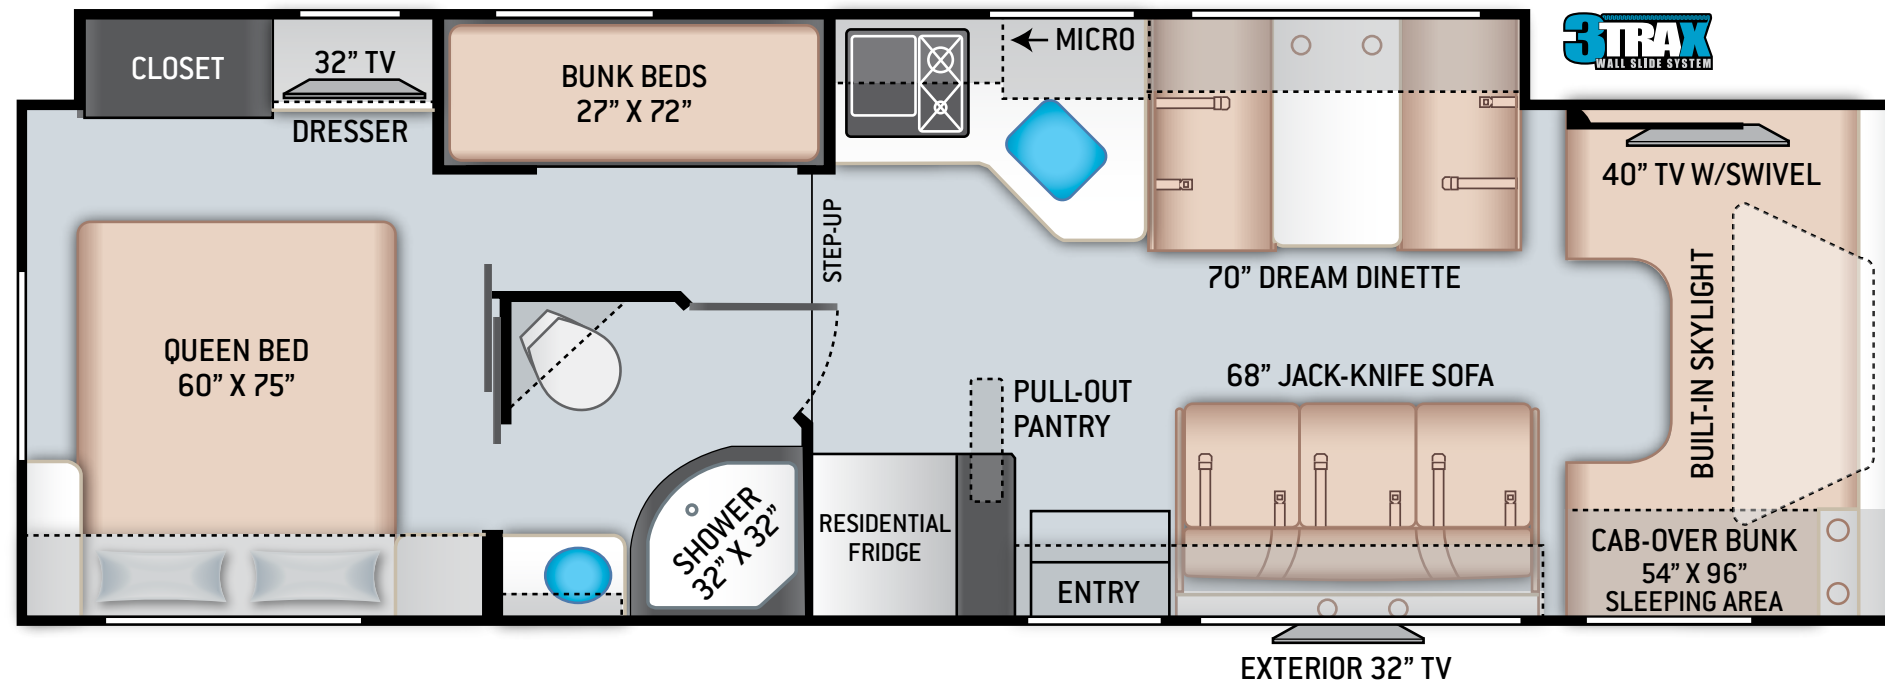 CLOSET
32” TV
DRESSER
BUNK BEDS
27” X 72”
MICRO
3TRAX
WALL SLIDE SYSTEM
40” TV W/SWIVEL
STEP-UP
70” DREAM DINETTE
BUILT-IN SKYLIGHT
QUEEN BED
60” X 75”
PULL-OUT
PANTRY
68” JACK-KNIFE SOFA
SHOWER
32” X 32”
RESIDENTIAL
FRIDGE
ENTRY
CAB-OVER BUNK
54” X 96”
SLEEPING AREA
EXTERIOR 32” TV